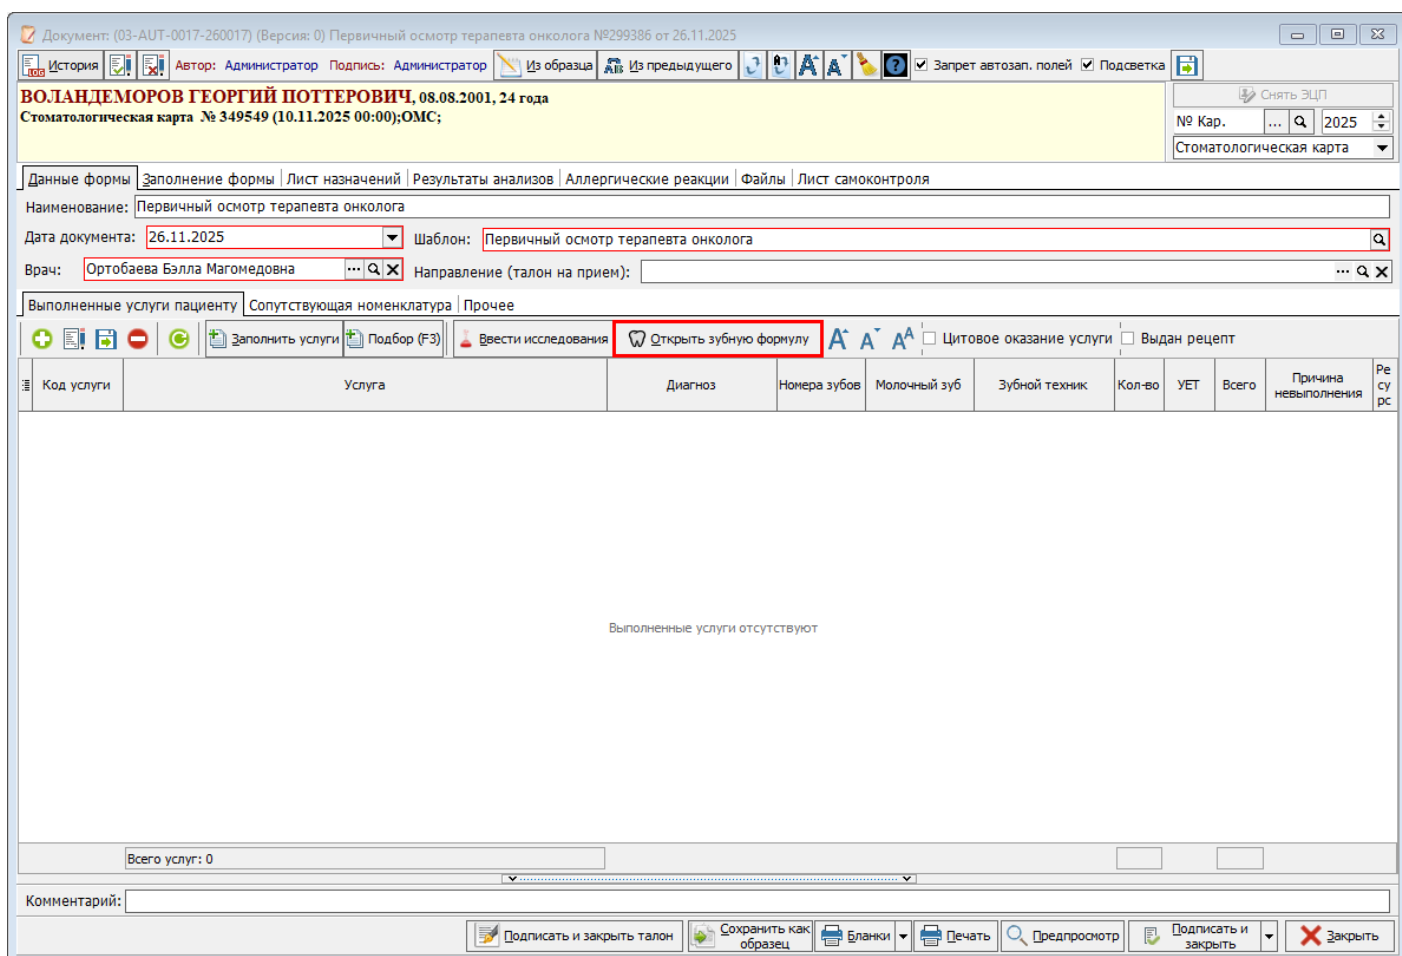 Документ: (03-AUT-0017-260017) (Версия: 0) Первичный осмотр терапевта онколога №299386 от 26.11.2025
LOG История Автор: Администратор Подпись: Администратор Из образца Из предыдущего Запрет автозап. полей Подсветка
ВОЛАНДЕМОРОВ ГЕОРГИЙ ПОТТЕРОВИЧ, 08.08.2001, 24 года
Снять ЭЦП
Стоматологическая карта № 349549 (10.11.2025 00:00);ОМС;
№ Кар. ... 2025
Стоматологическая карта
Данные формы Заполнение формы Лист назначений Результаты анализов Аллергические реакции Файлы Лист самоконтроля
Наименование: Первичный осмотр терапевта онколога
Дата документа: 26.11.2025 Шаблон: Первичный осмотр терапевта онколога
Врач: Ортобаева Бэлла Магомедовна ... Направление (талон на прием): ...
Выполненные услуги пациенту Сопутствующая номенклатура Прочее
Заполнить услуги Подбор (F3) Ввести исследования Открыть зубную формулу A A AA Цитовое оказание услуги Выдан рецепт
Код услуги Услуга Диагноз Номера зубов Молочный зуб Зубной техник Кол-во УЕТ Всего Причина невыполнения Ресурс
Выполненные услуги отсутствуют
Всего услуг: 0
Комментарий:
Подписать и закрыть талон Сохранить как образец Бланки Печать Предпросмотр Подписать и закрыть Закрыть